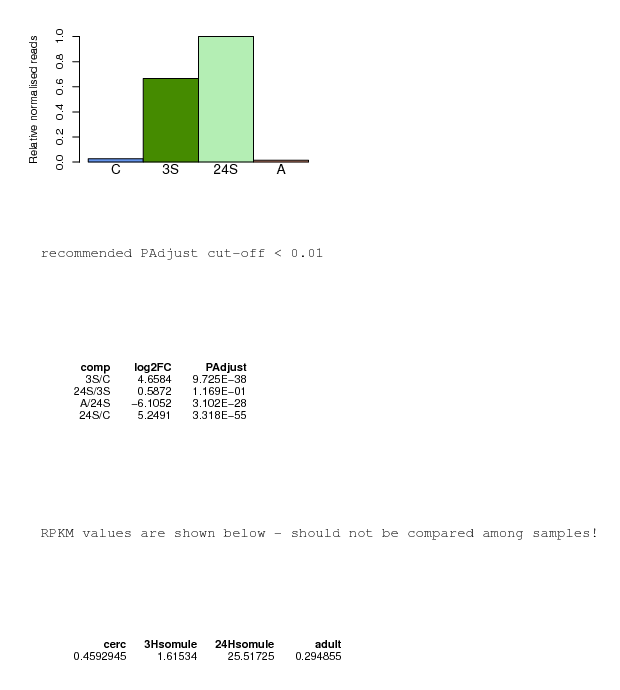 Relative normalised reads
1.0
0.8
0.6
0.4
0.2
0.0
C 3S 24S A
recommended PAdjust cut-off < 0.01
comp log2FC PAdjust
3S/C 4.6584 9.725E−38
24S/3S 0.5872 1.169E−01
A/24S −6.1052 3.102E−28
24S/C 5.2491 3.318E−55
RPKM values are shown below - should not be compared among samples!
cerc 3Hsomule 24Hsomule adult
0.4592945 1.61534 25.51725 0.294855